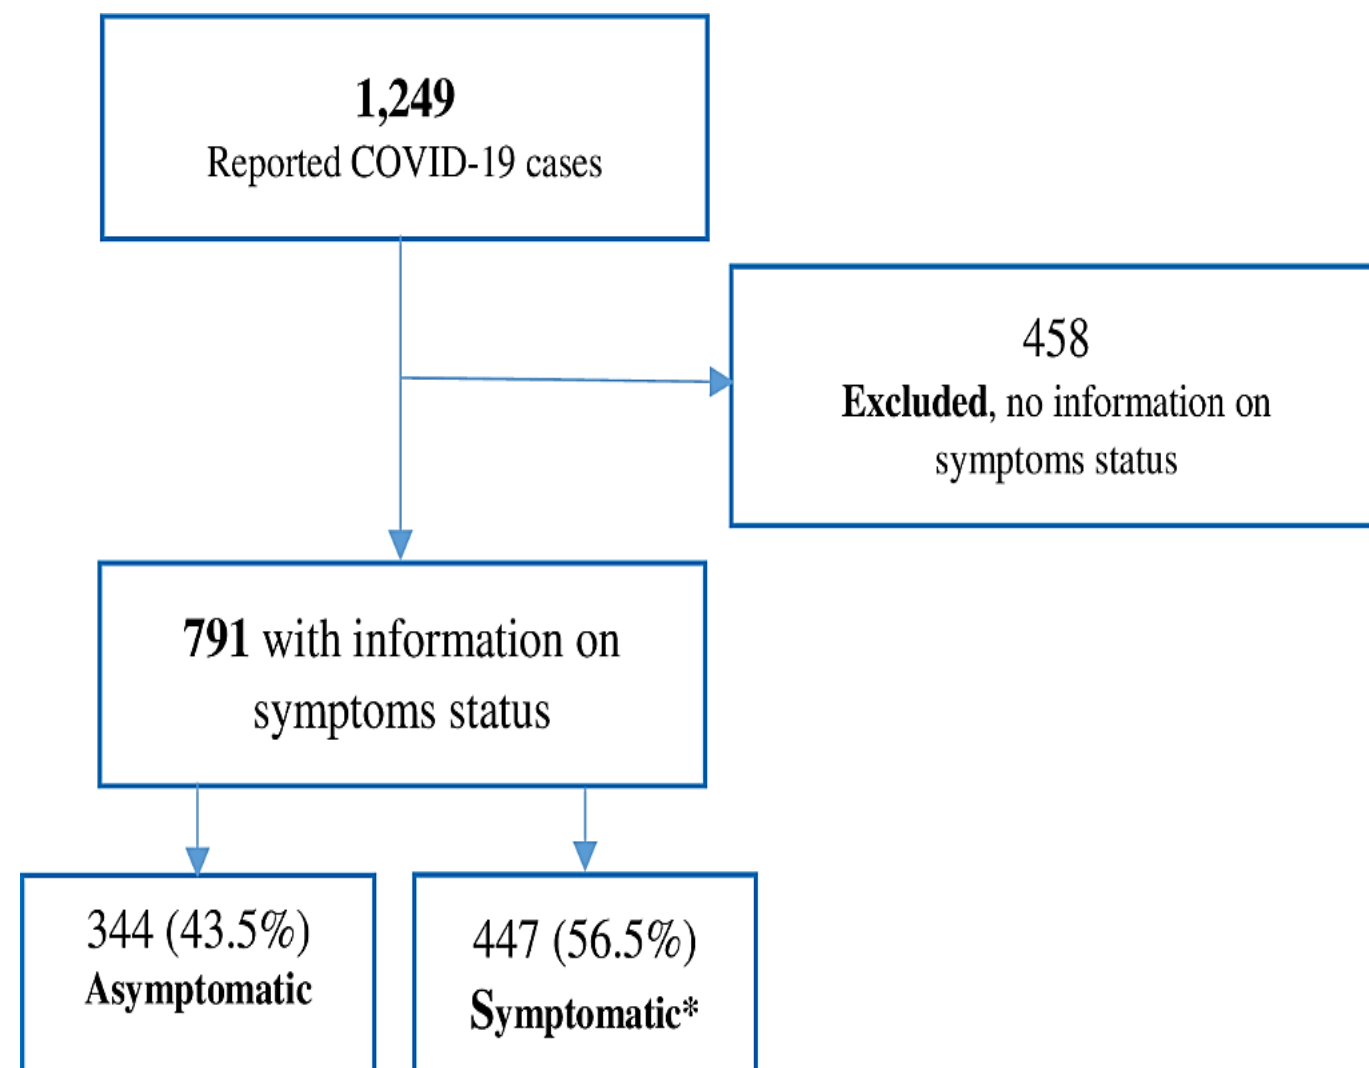 1,249
Reported COVID-19 cases
458
Excluded, no information on
symptoms status
791 with information on
symptoms status
344 (43.5%)
Asymptomatic
447 (56.5%)
Symptomatic*